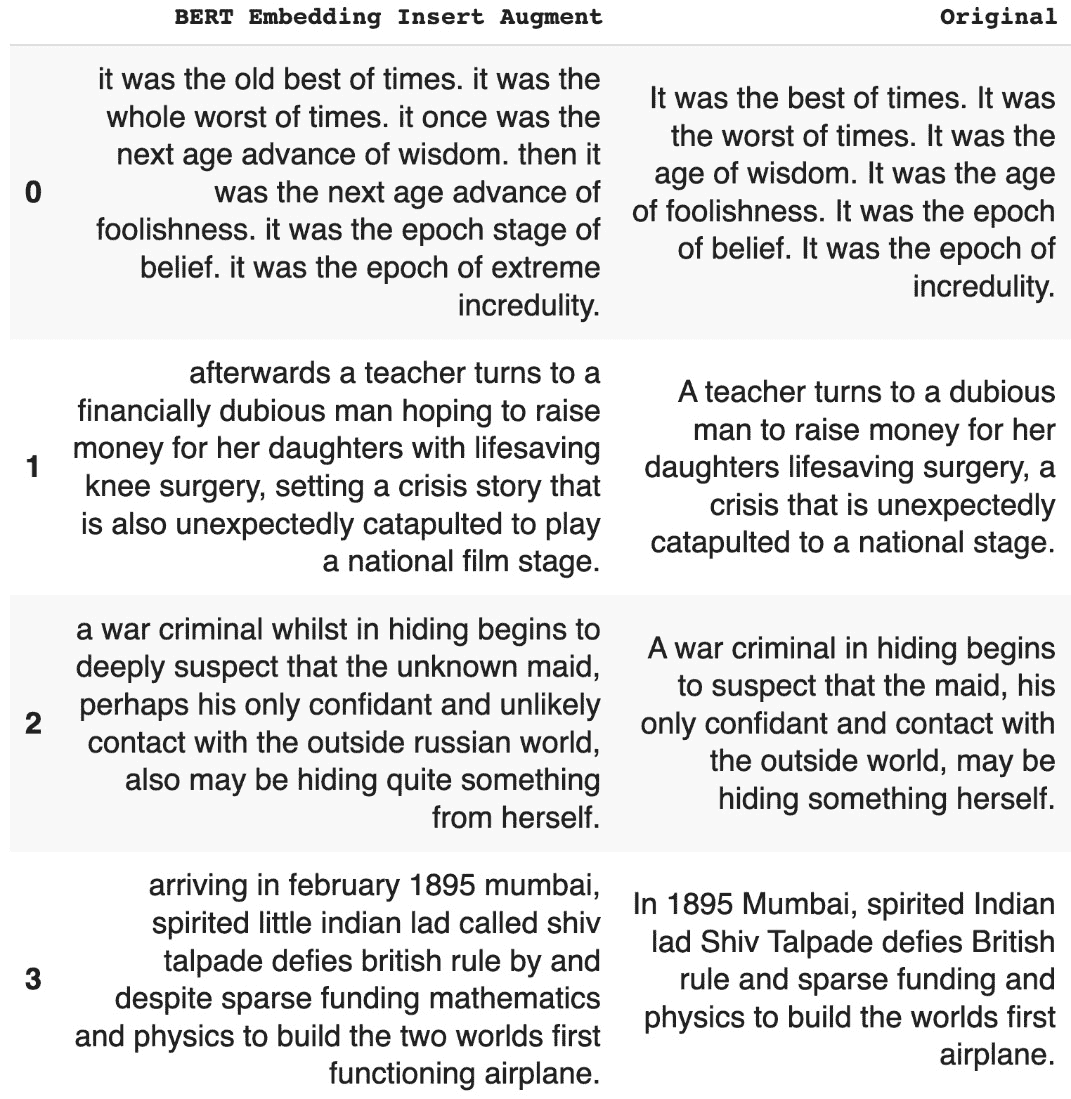 BERT Embedding Insert Augment Original
0
it was the old best of times. it was the
whole worst of times. it once was the
next age advance of wisdom. then it
was the next age advance of
foolishness. it was the epoch stage of
belief. it was the epoch of extreme
incredulity.
It was the best of times. It was
the worst of times. It was the
age of wisdom. It was the age
of foolishness. It was the epoch
of belief. It was the epoch of
incredulity.
1
afterwards a teacher turns to a
financially dubious man hoping to raise
money for her daughters with lifesaving
knee surgery, setting a crisis story that
is also unexpectedly catapulted to play
a national film stage.
A teacher turns to a dubious
man to raise money for her
daughters lifesaving surgery, a
crisis that is unexpectedly
catapulted to a national stage.
2
a war criminal whilst in hiding begins to
deeply suspect that the unknown maid,
perhaps his only confidant and unlikely
contact with the outside russian world,
also may be hiding quite something
from herself.
A war criminal in hiding begins
to suspect that the maid, his
only confidant and contact with
the outside world, may be
hiding something herself.
3
arriving in february 1895 mumbai,
spirited little indian lad called shiv
talpade defies british rule by and
despite sparse funding mathematics
and physics to build the two worlds first
functioning airplane.
In 1895 Mumbai, spirited Indian
lad Shiv Talpade defies British
rule and sparse funding and
physics to build the worlds first
airplane.